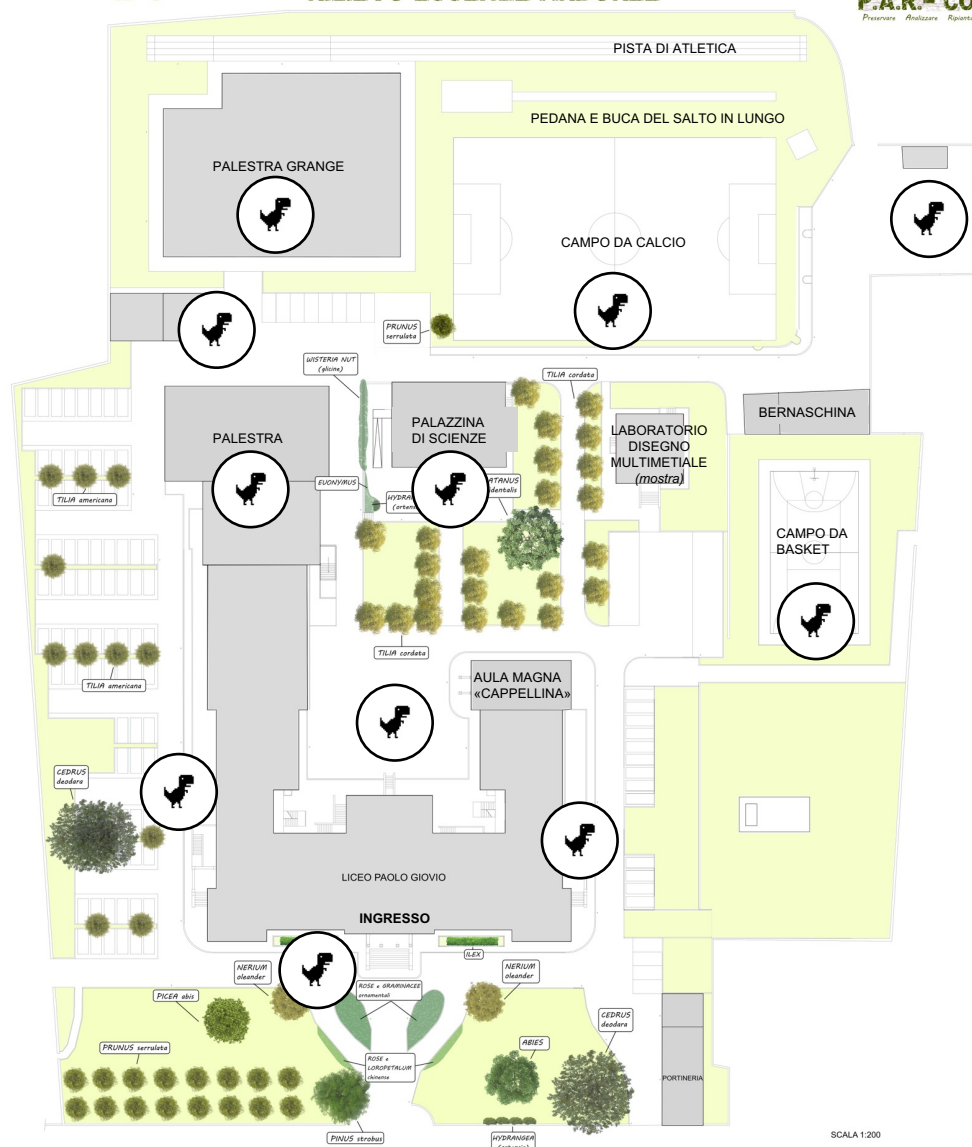 Preservare Analizzare
PISTA DI ATLETICA
PEDANA E BUCA DEL SALTO IN LUNGO
PALESTRA GRANGE
CAMPO DA CALCIO
PRUNUS
serrulata
WISTERIA NUT
(glicine)
TILIA cordata
BERNASCHINA
PALESTRA
PALAZZINA
DI SCIENZE
LABORATORIO
DISEGNO
MULTIMETIALE
(mostra)
EUONYMUS
TILIA americana
CAMPO DA
BASKET
TILIA cordata
TILIA americana
AULA MAGNA
«CAPPELLINA»
CEDRUS
deodara
LICEO PAOLO GIOVIO
INGRESSO
ILEX
NERIUM
oleander
NERIUM
oleander
PICEA abis
ROSE e GRAMINACEE
ornamentali
CEDRUS
deodara
PRUNUS serrulata
ABIES
ROSE e
LOROPETALUM
chinense
PORTINERIA
PINUS strobus
HYDRANGEA
SCALA 1:200